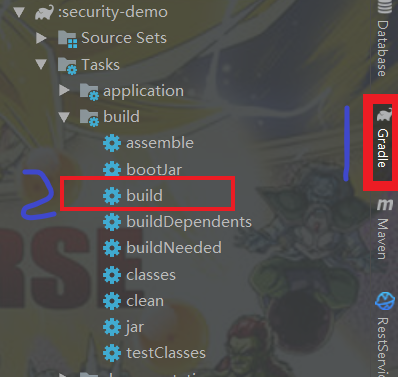 :security-demo
Source Sets
Tasks
application
build
assemble
bootJar
build
buildDependents
buildNeeded
classes
clean
jar
testClasses
Database
Gradle
Maven
RestServic
RSE